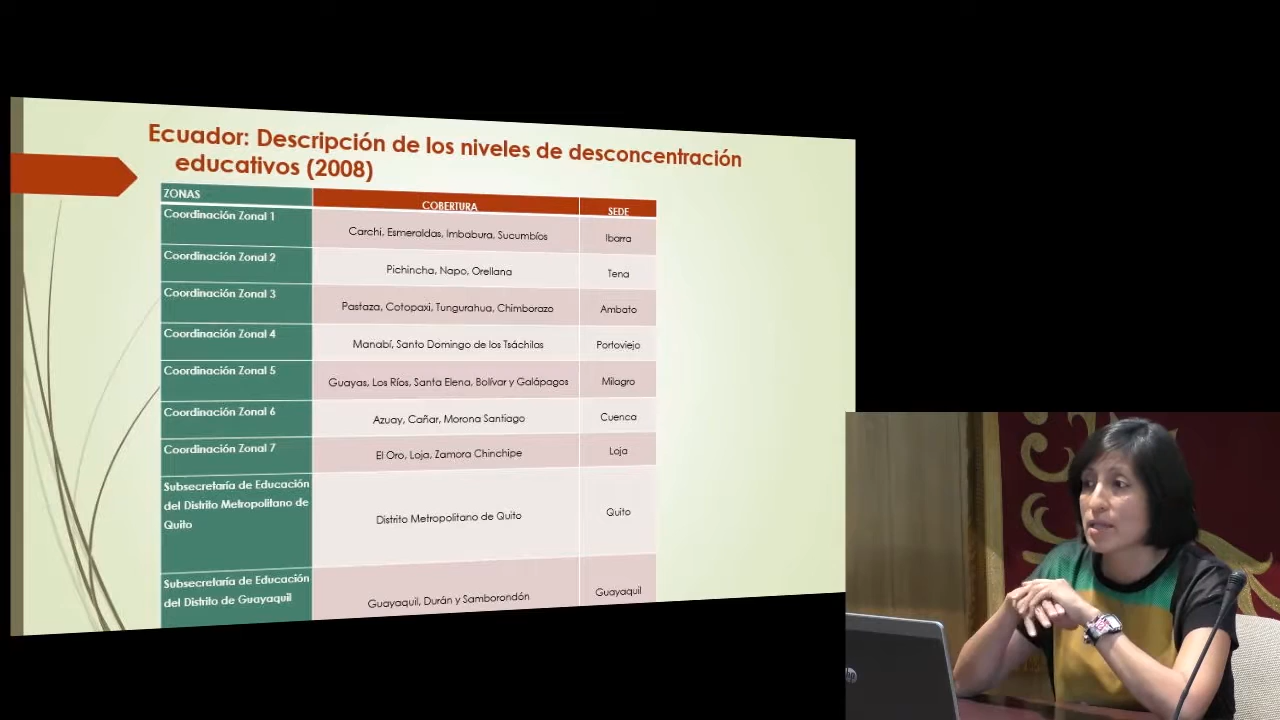 Ecuador: Descripción de los niveles de desconcentración
educativos (2008)
ZONAS COBERTURA SEDE
Coordinación Zonal 1 Carchi, Esmeraldas, Imbabura, Sucumbíos Ibarra
Coordinación Zonal 2 Pichincha, Napo, Orellana Tena
Coordinación Zonal 3 Pastaza, Cotopaxi, Tungurahua, Chimborazo Ambato
Coordinación Zonal 4 Manabí, Santo Domingo de los Tsáchilas Portoviejo
Coordinación Zonal 5 Guayas, Los Ríos, Santa Elena, Bolívar y Galápagos Milagro
Coordinación Zonal 6 Azuay, Cañar, Morona Santiago Cuenca
Coordinación Zonal 7 El Oro, Loja, Zamora Chinchipe Loja
Subsecretaría de Educación
del Distrito Metropolitano de
Quito Distrito Metropolitano de Quito Quito
Subsecretaría de Educación
del Distrito de Guayaquil Guayaquil, Durán y Samborondón Guayaquil
hp